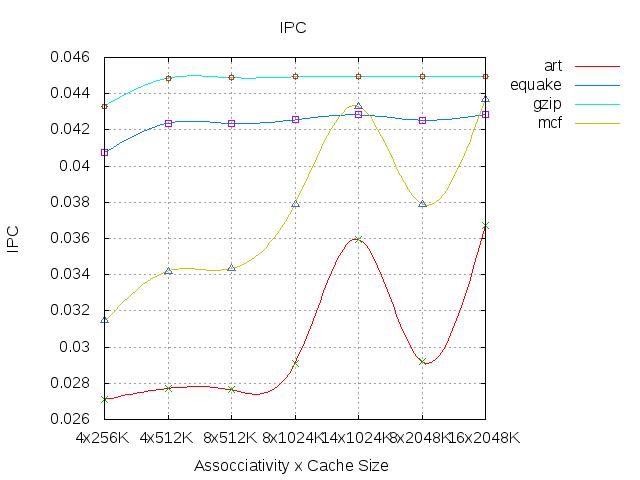 IPC
0.046
0.044
0.042
0.04
0.038
0.036
0.034
0.032
0.03
0.028
0.026
IPC
4x256K 4x512K 8x512K 8x1024K 14x1024K 8x2048K 16x2048K
Assocciativity x Cache Size
art
equake
gzip
mcf